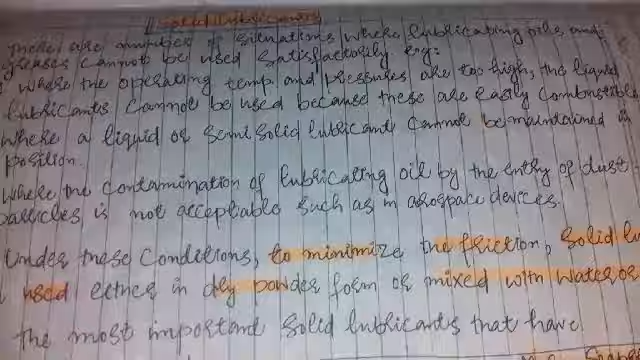 Solid Lubricants
There are number of situations where lubricating oils and
greases cannot be used satisfactorily e.g:
where the operating temp. and pressures are too high, the liquid
lubricants cannot be used because these are easily combustible
where a liquid or semi solid lubricant cannot be maintained in
position.
where the contamination of lubricating oil by the entry of dust
particles is not acceptable such as in aerospace devices.
Under these conditions, to minimize the friction, solid lu
used either in dry powder form or mixed with water or
The most important solid lubricants that have